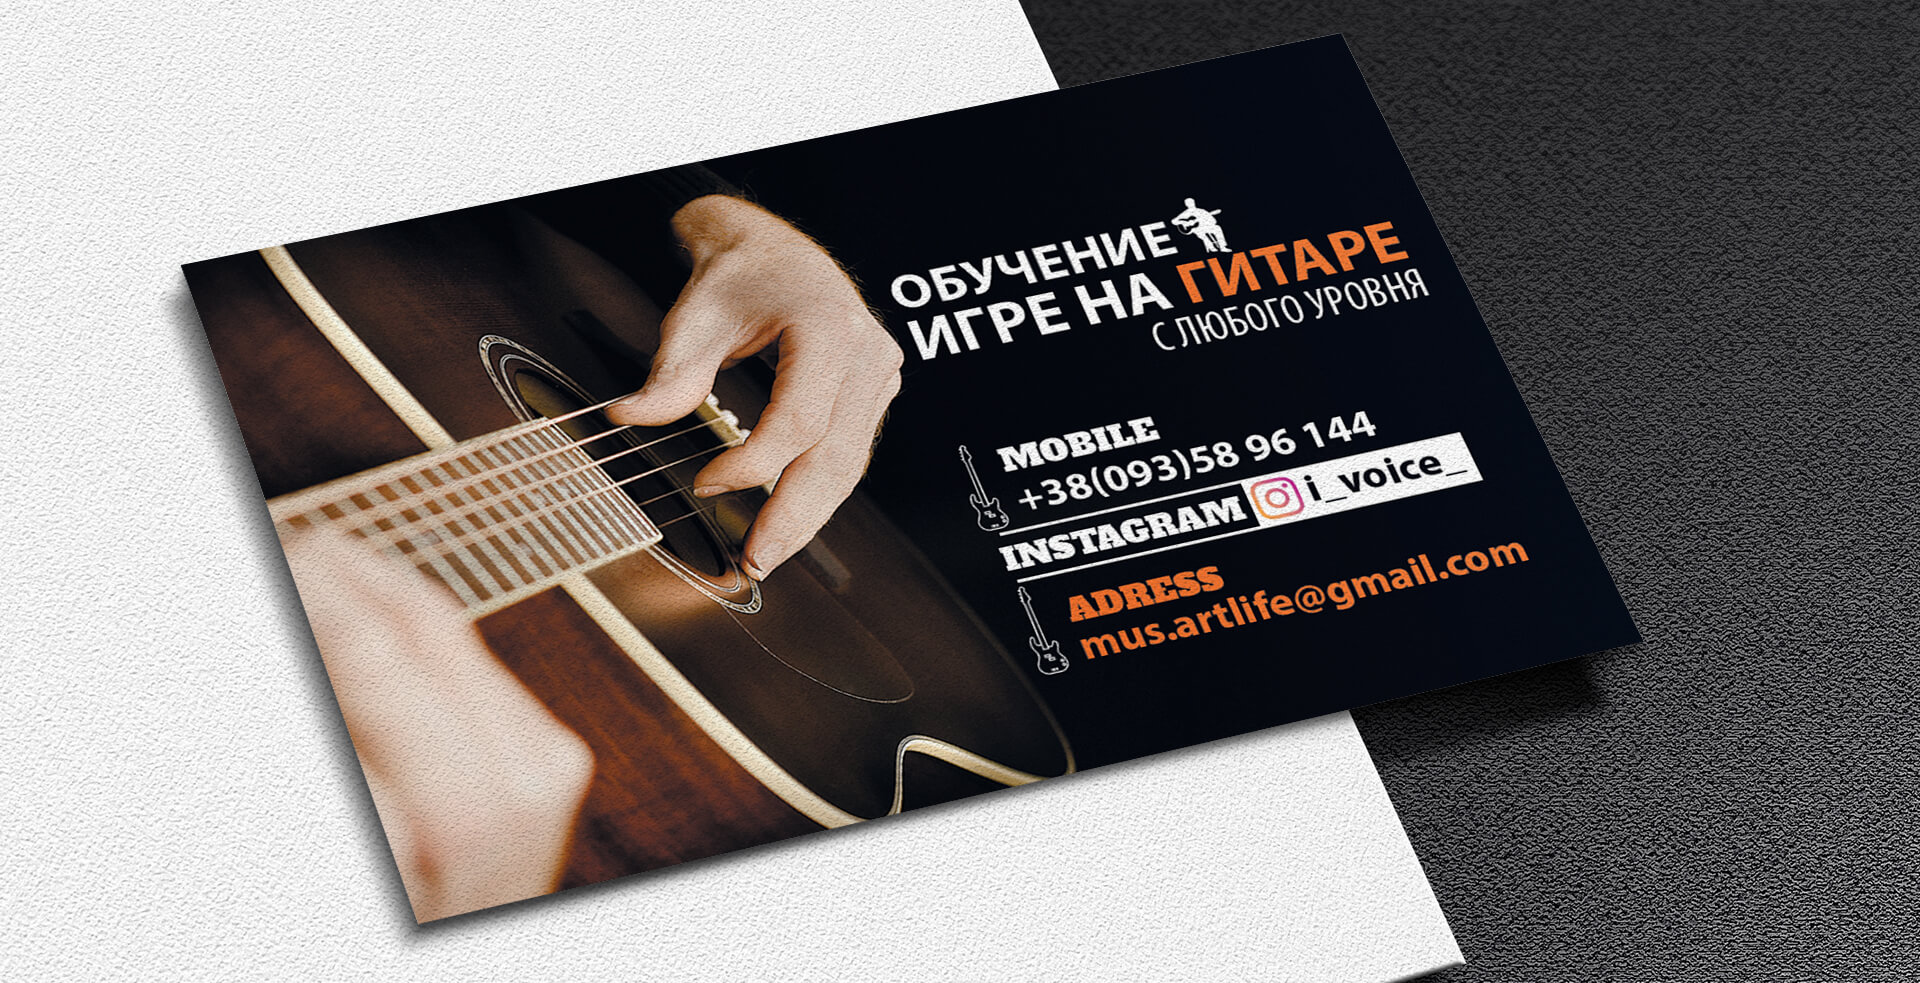 ОБУЧЕНИЕ
ИГРЕ НА ГИТАРЕ
С ЛЮБОГО УРОВНЯ
MOBILE
+38(093)58 96 144
INSTAGRAM i_voice_
ADRESS
mus.artlife@gmail.com